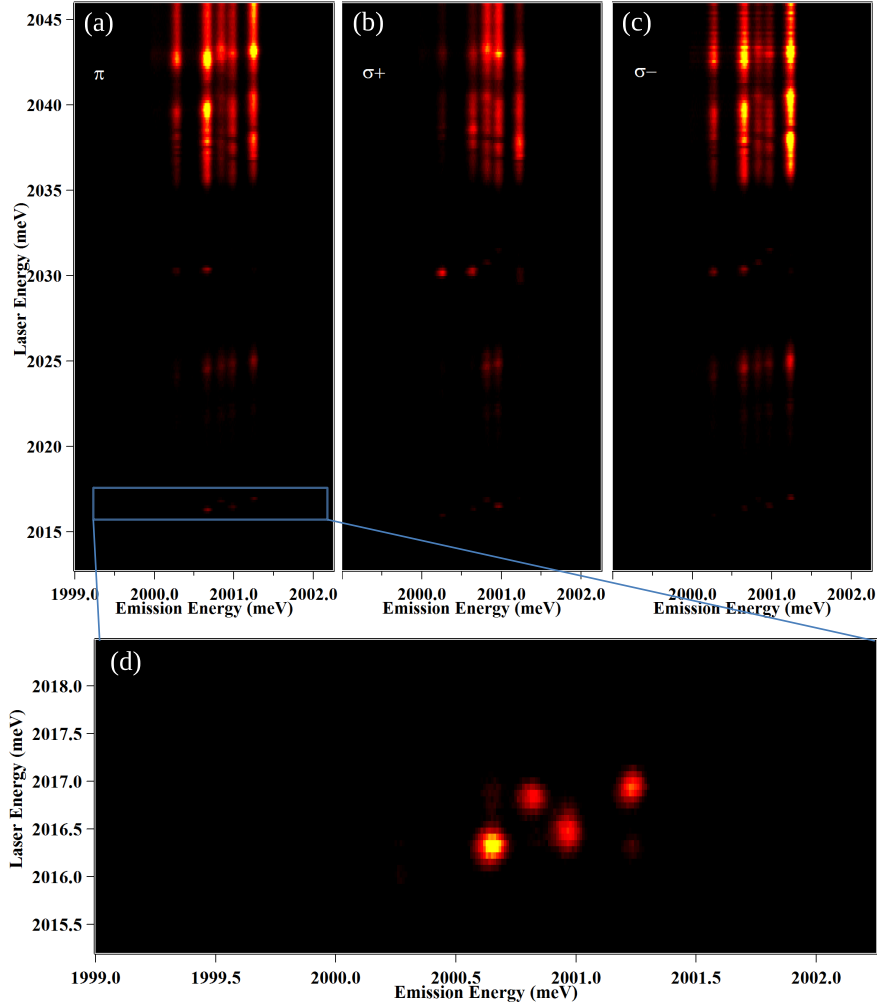 (a)
(b)
(c)
π
σ+
σ−
2045
2040
2035
2030
2025
2020
2015
Laser Energy (meV)
1999.0 2000.0 2001.0 2002.0
2000.0 2001.0 2002.0
2000.0 2001.0 2002.0
Emission Energy (meV)
Emission Energy (meV)
Emission Energy (meV)
(d)
2018.0
2017.5
2017.0
2016.5
2016.0
2015.5
Laser Energy (meV)
1999.0 1999.5 2000.0 2000.5 2001.0 2001.5 2002.0
Emission Energy (meV)